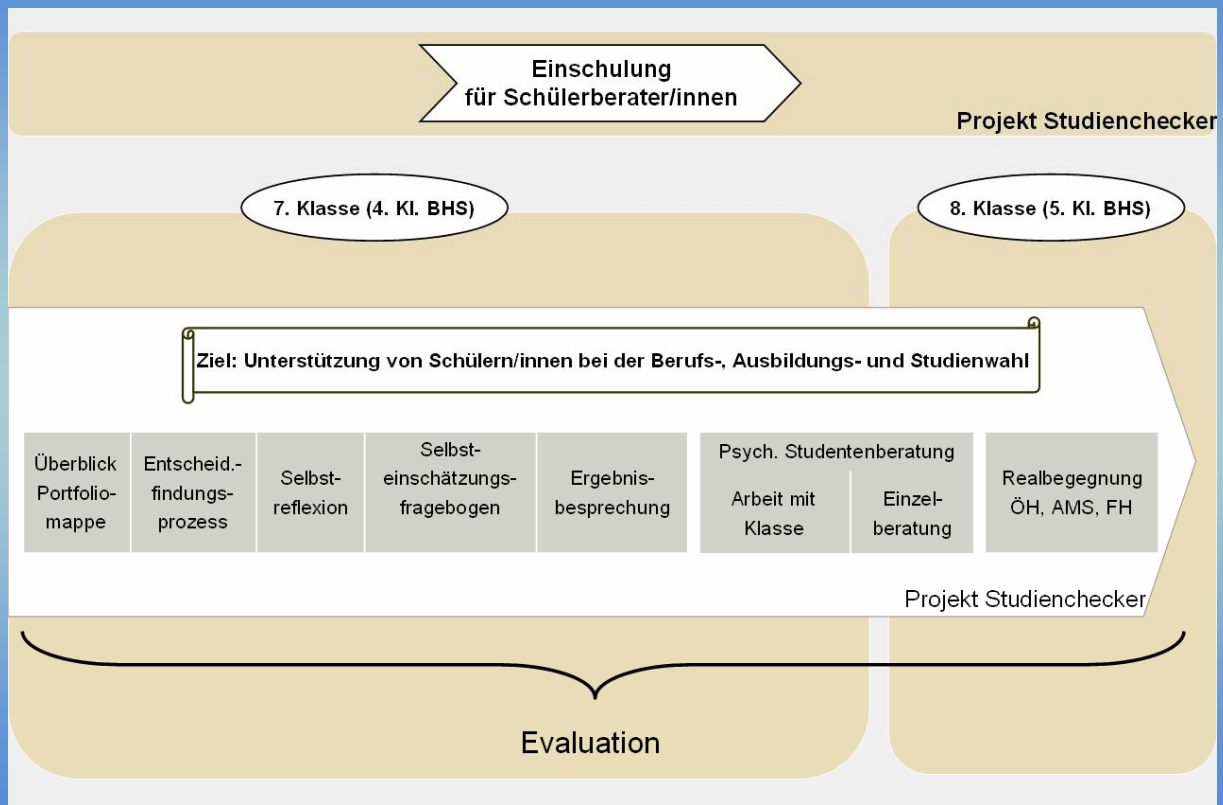 Einschulung
für Schülerberater/innen
Projekt Studienchecker
7. Klasse (4. Kl. BHS)
8. Klasse (5. Kl. BHS)
Ziel: Unterstützung von Schülern/innen bei der Berufs-, Ausbildungs- und Studienwahl
Überblick
Portfolio-
mappe
Entscheid.-
findungs-
prozess
Selbst-
reflexion
Selbst-
einschätzungs-
fragebogen
Ergebnis-
besprechung
Psych. Studentenberatung
Arbeit mit
Klasse
Einzel-
beratung
Realbegegnung
ÖH, AMS, FH
Projekt Studienchecker
Evaluation